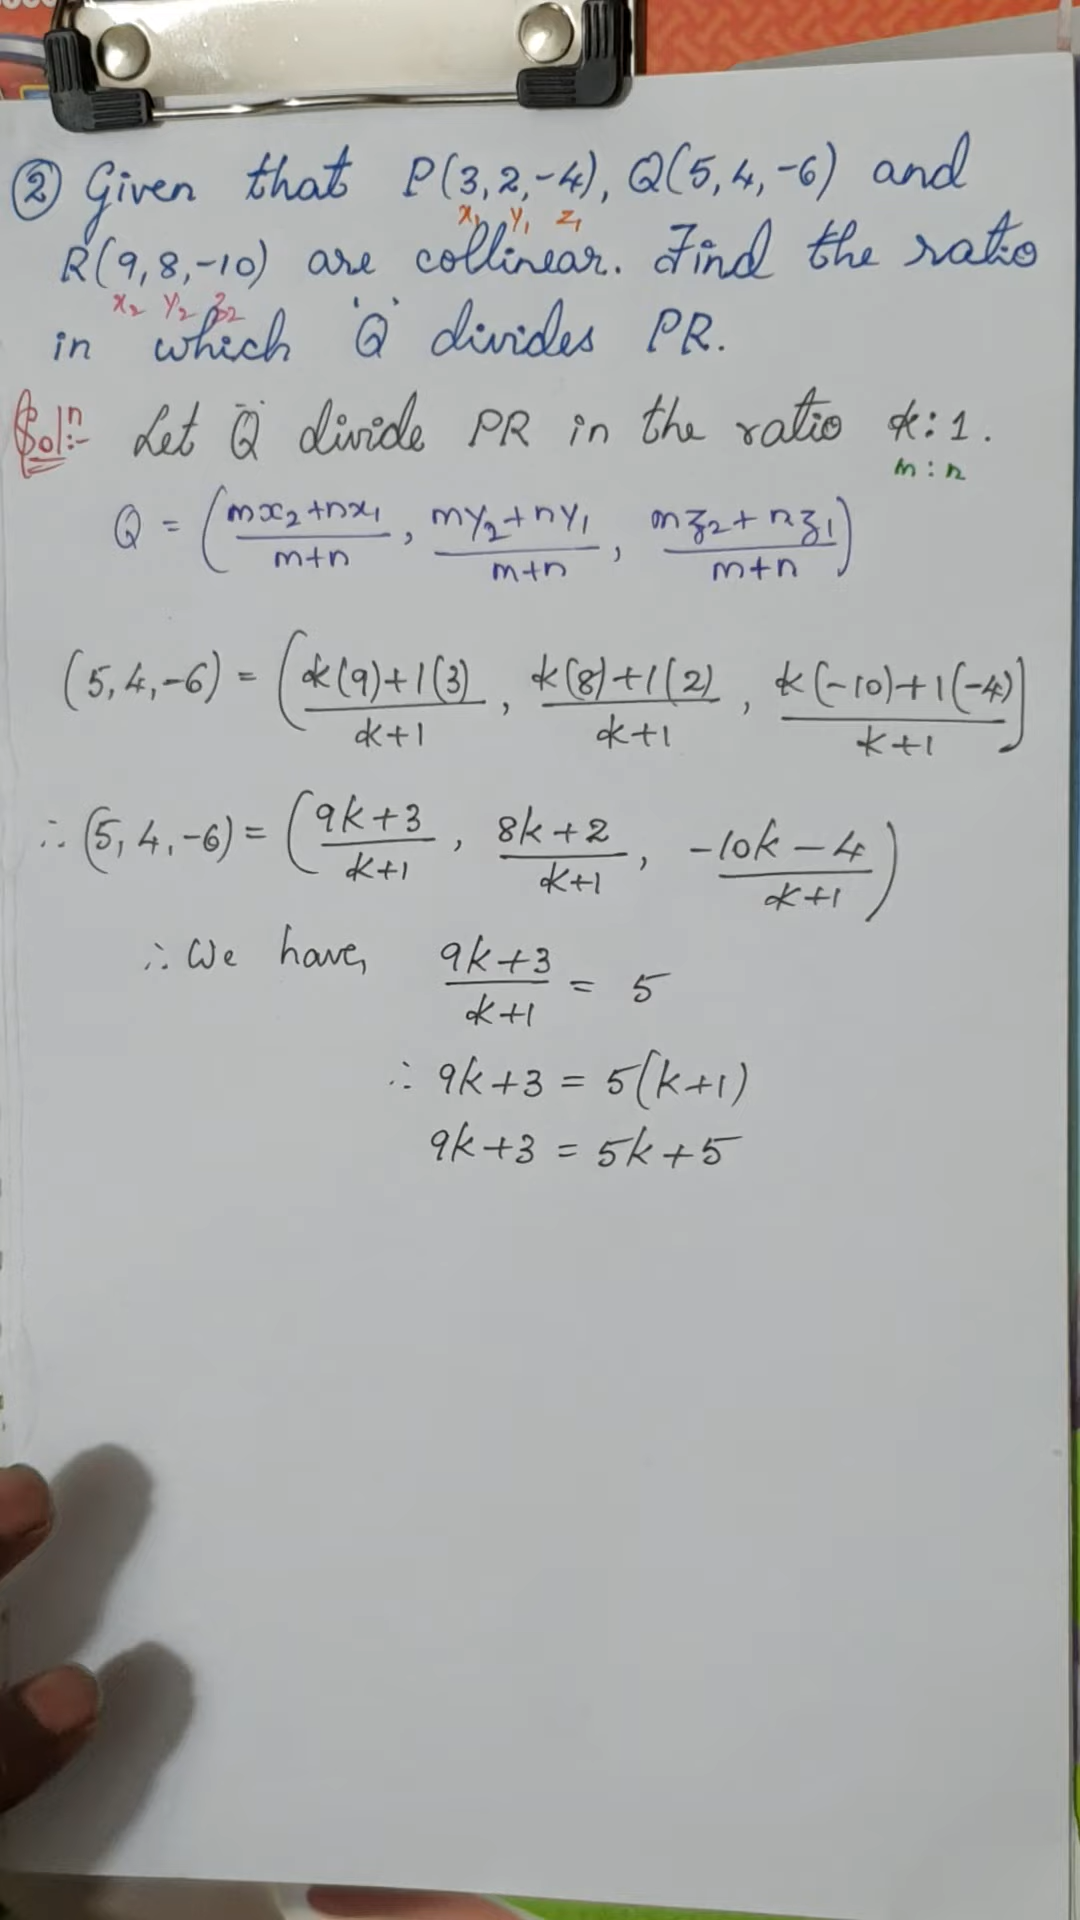 ② Given that P(3,2,-4), Q(5,4,-6) and
x₁ y₁ z₁
R(9,8,-10) are collinear. Find the ratio
x₂ y₂ z₂
in which 'Q' divides PR.
Solⁿ:- Let Q divide PR in the ratio k:1.
m:n
Q = (mx₂+nx₁/m+n, my₂+ny₁/m+n, mz₂+nz₁/m+n)
(5,4,-6) = (k(9)+1(3)/k+1, k(8)+1(2)/k+1, k(-10)+1(-4)/k+1)
∴ (5,4,-6) = (9k+3/k+1, 8k+2/k+1, -10k-4/k+1)
∴ We have, 9k+3/k+1 = 5
∴ 9k+3 = 5(k+1)
9k+3 = 5k+5